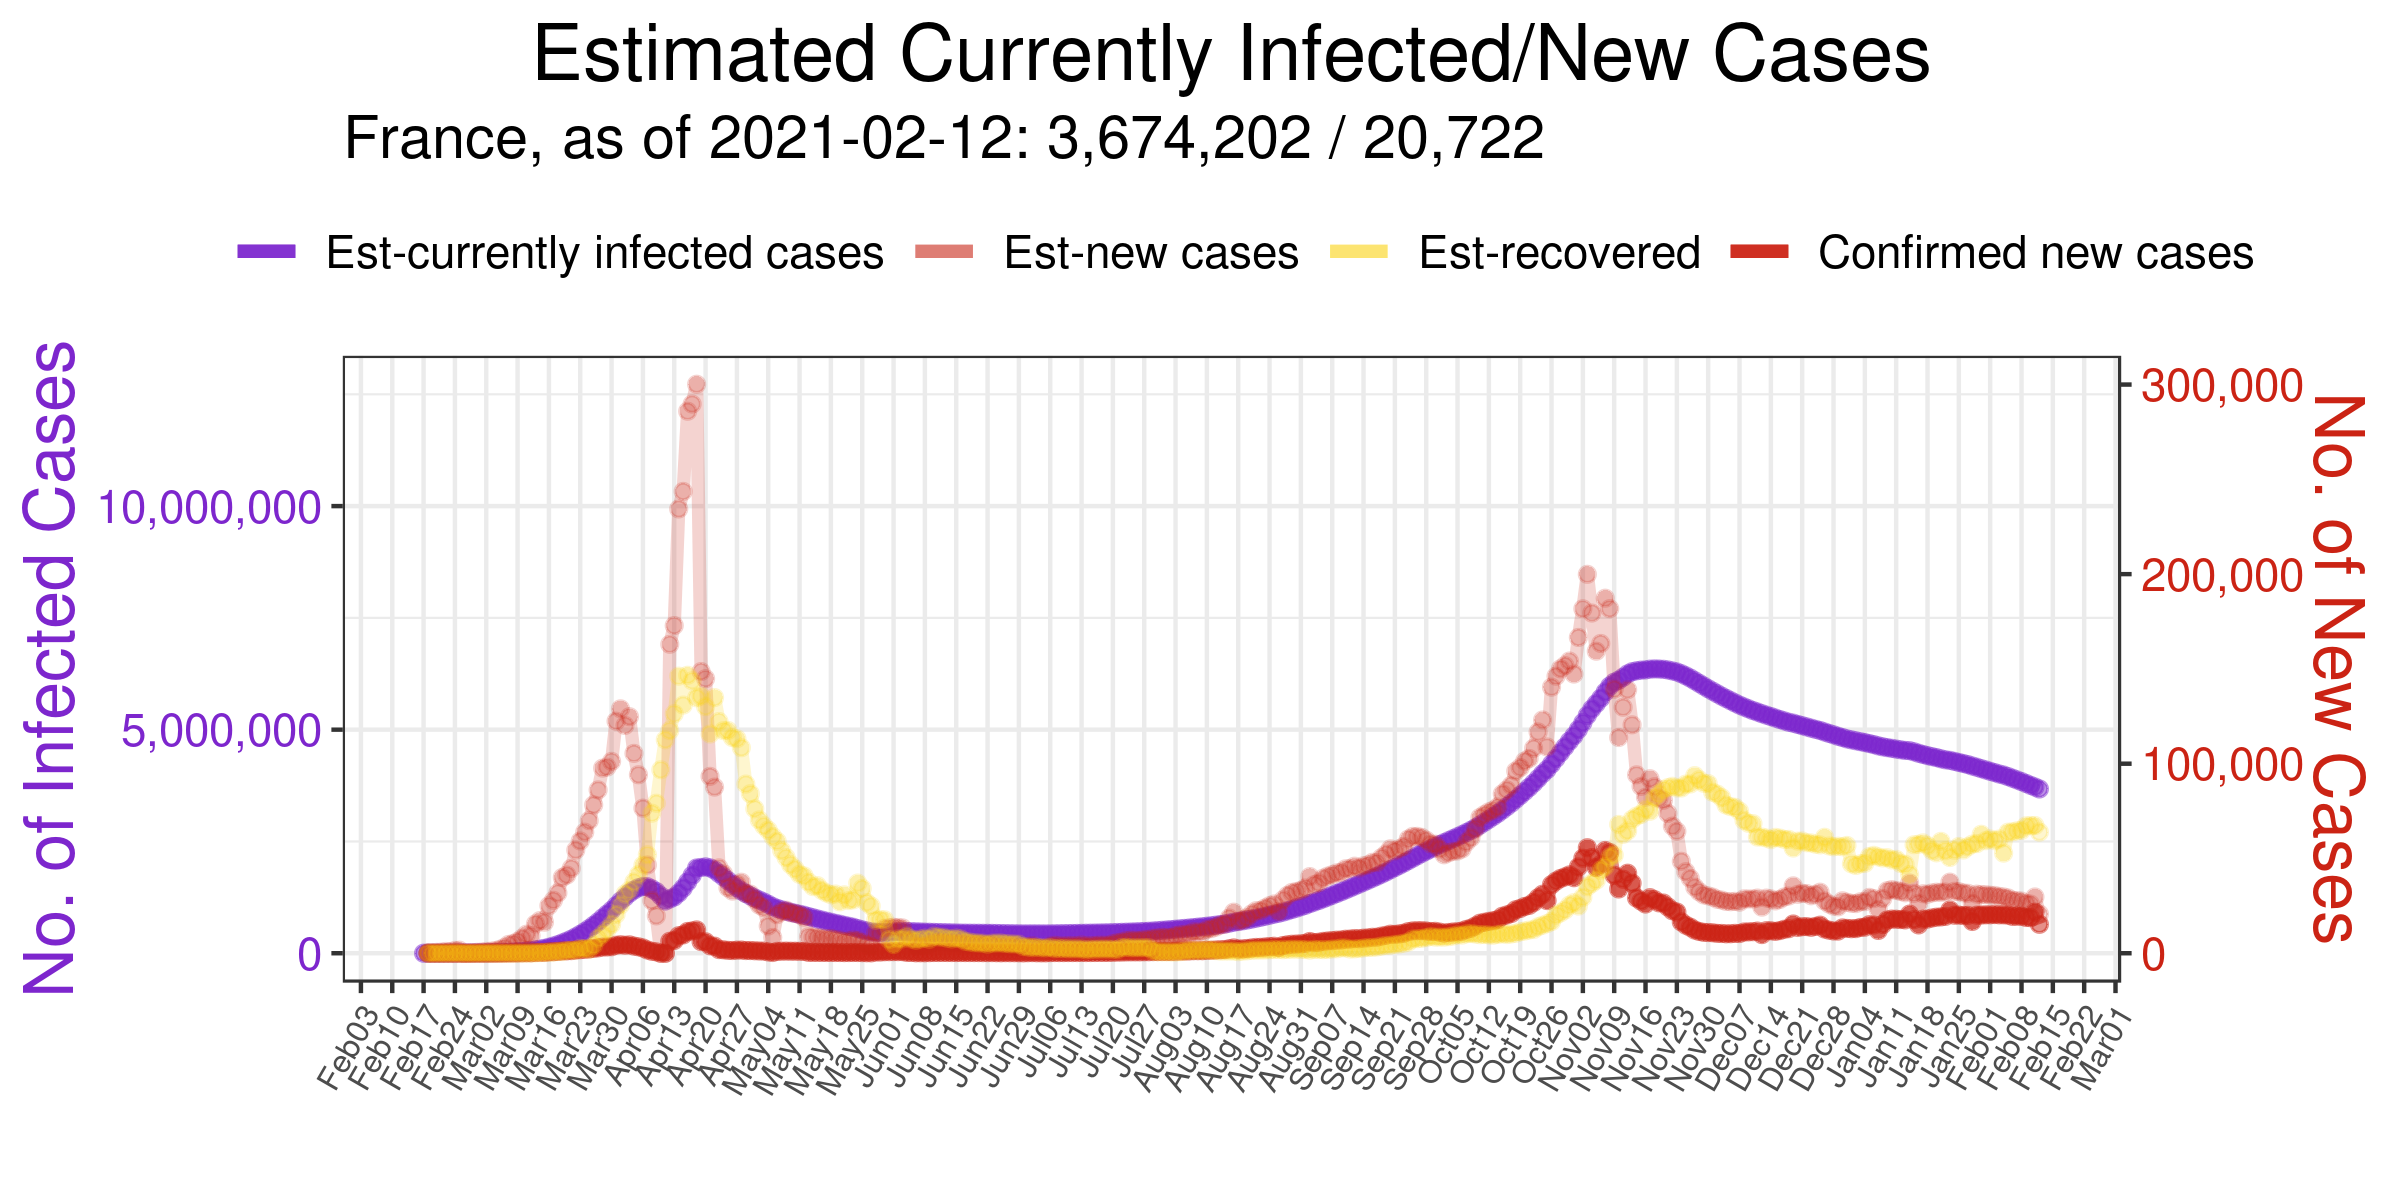 Estimated Currently Infected/New Cases
France, as of 2021-02-12: 3,674,202 / 20,722
Est-currently infected cases Est-new cases Est-recovered Confirmed new cases
No. of Infected Cases
10,000,000
5,000,000
0
300,000
200,000
100,000
0
No. of New Cases
Feb03 Feb10 Feb17 Feb24 Mar02 Mar09 Mar16 Mar23 Mar30 Apr06 Apr13 Apr20 Apr27 May04 May11 May18 May25 Jun01 Jun08 Jun15 Jun22 Jun29 Jul06 Jul13 Jul20 Jul27 Aug03 Aug10 Aug17 Aug24 Aug31 Sep07 Sep14 Sep21 Sep28 Oct05 Oct12 Oct19 Oct26 Nov02 Nov09 Nov16 Nov23 Nov30 Dec07 Dec14 Dec21 Dec28 Jan04 Jan11 Jan18 Jan25 Feb01 Feb08 Feb15 Feb22 Mar01